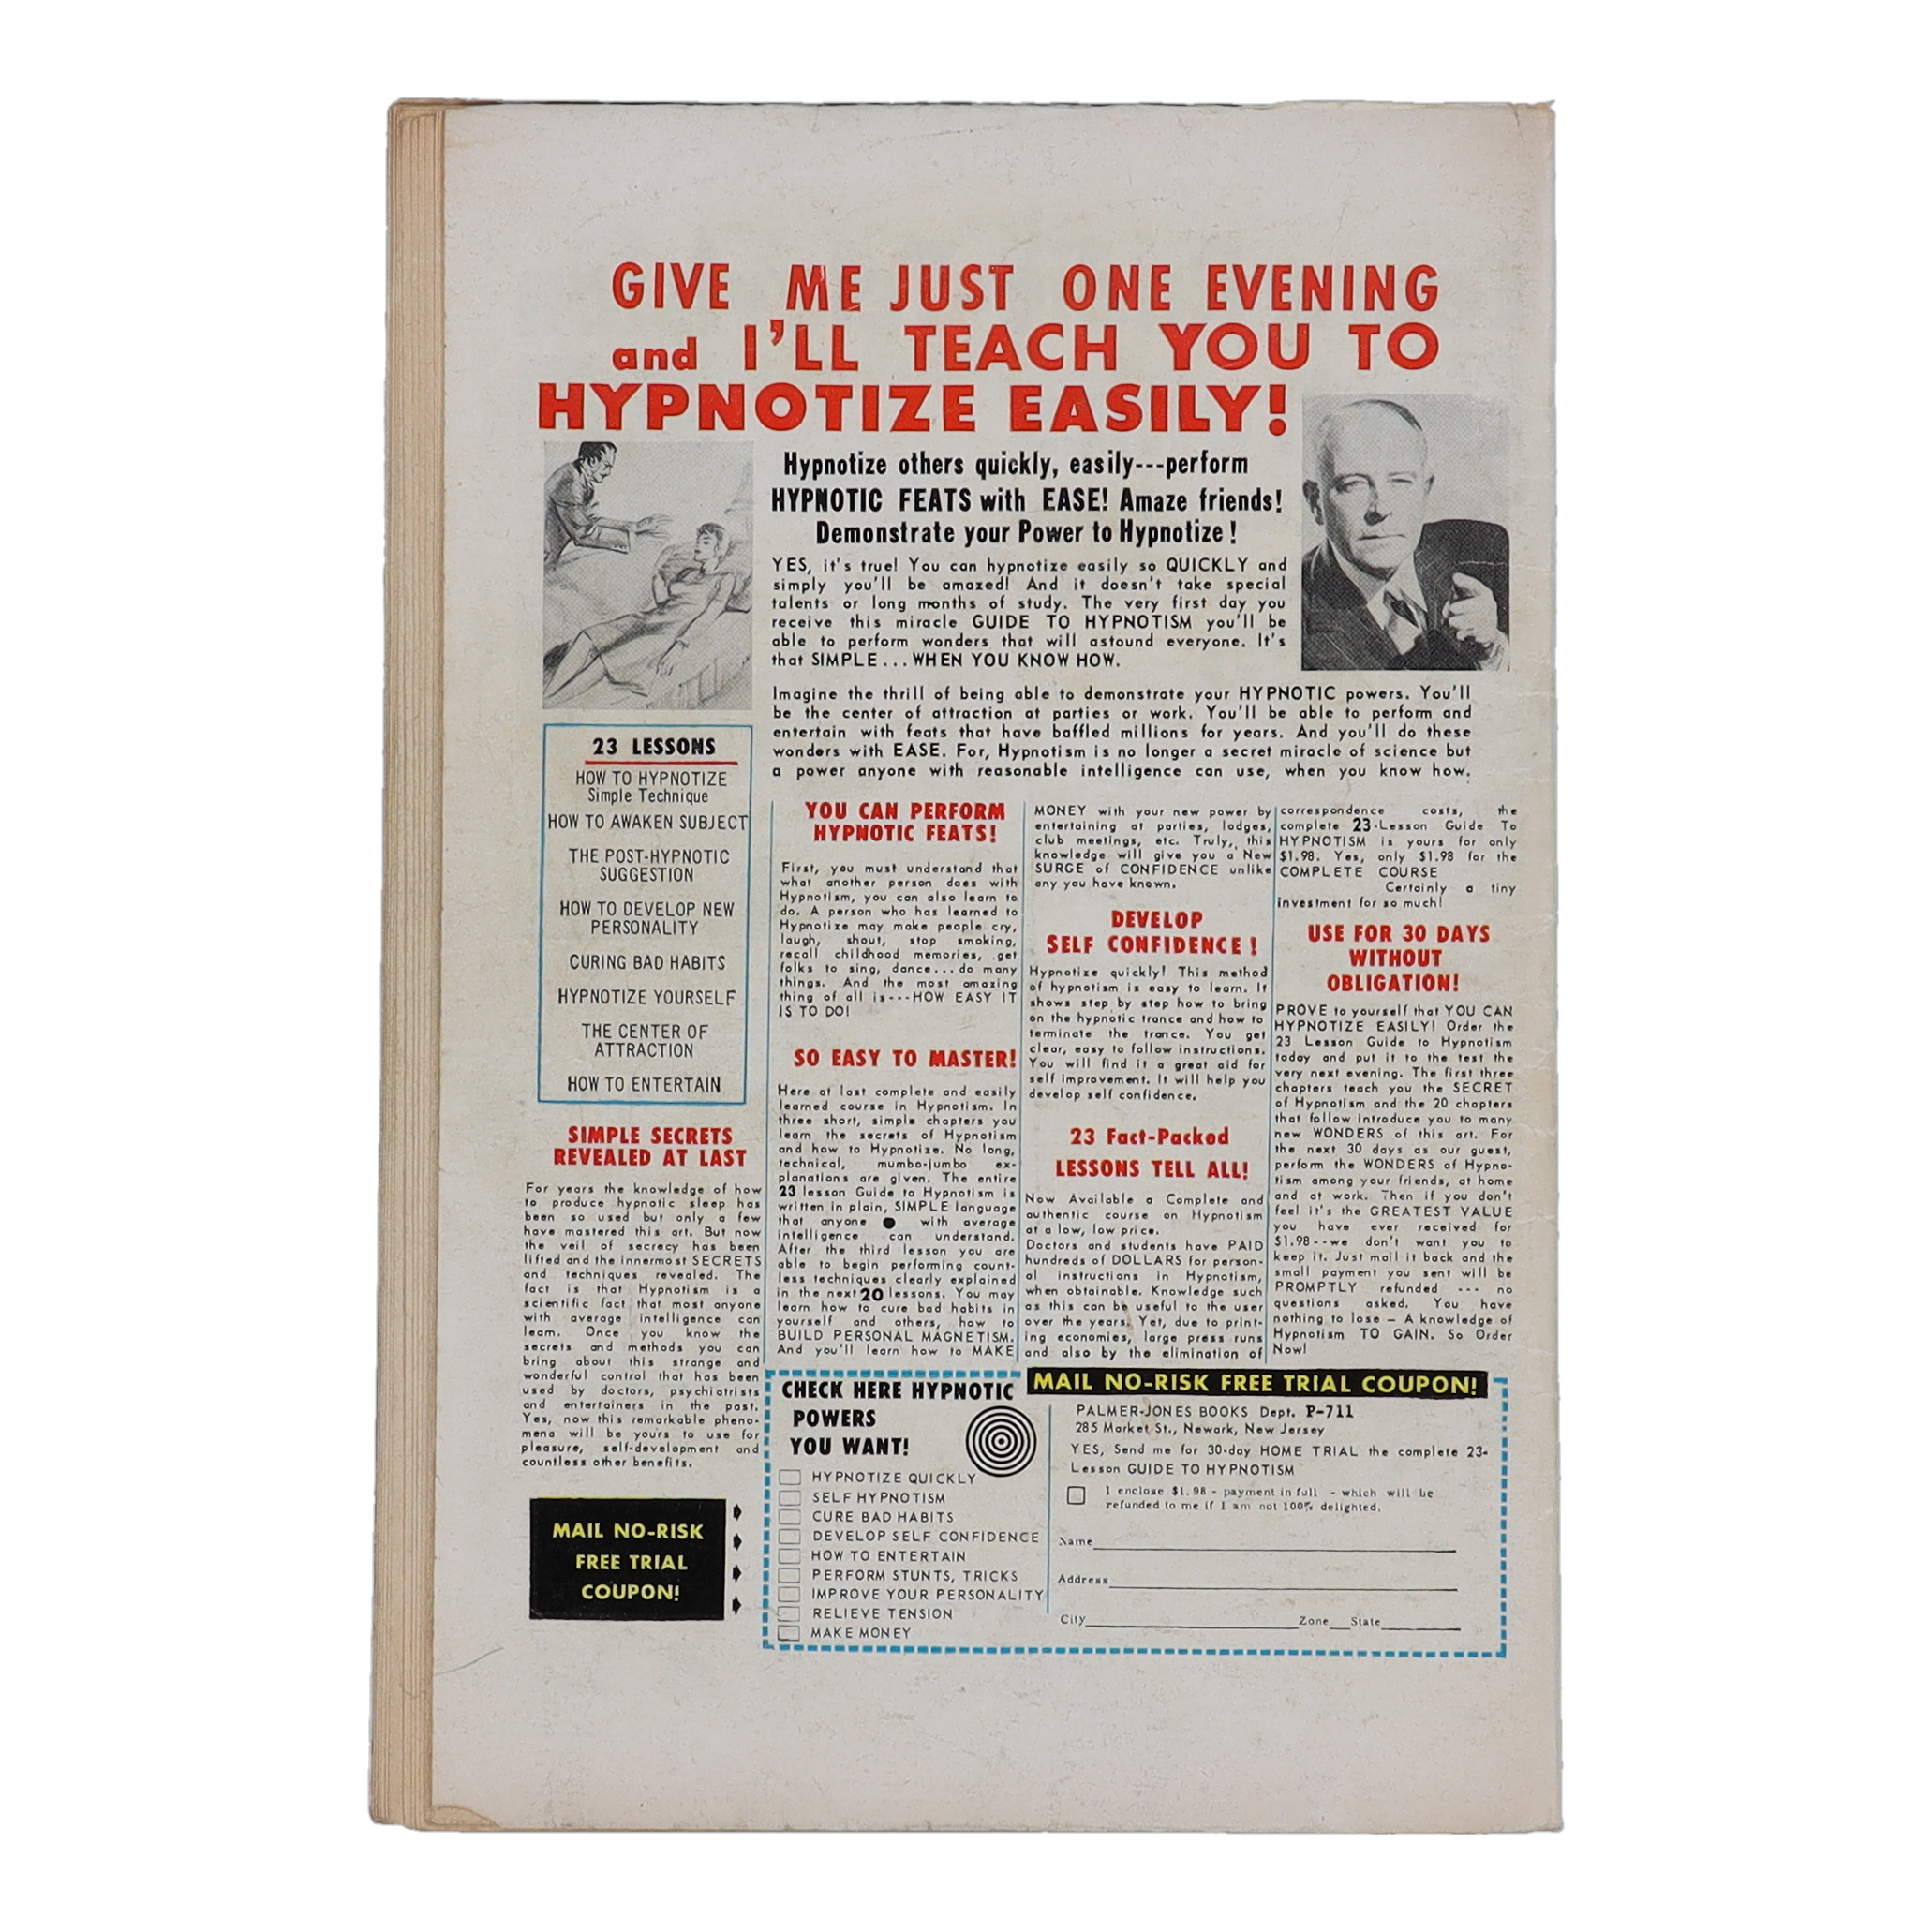 GIVE ME JUST ONE EVENING
and I'LL TEACH YOU TO
HYPNOTIZE EASILY!
Hypnotize others quickly, easily---perform
HYPNOTIC FEATS with EASE! Amaze friends!
Demonstrate your Power to Hypnotize!
YES, it's true! You can hypnotize easily so QUICKLY and
simply you'll be amazed! And it doesn't take special
talents or long months of study. The very first day you
receive this miracle GUIDE TO HYPNOTISM you'll be
able to perform wonders that will astound everyone. It's
that SIMPLE... WHEN YOU KNOW HOW.
Imagine the thrill of being able to demonstrate your HYPNOTIC powers. You'll
be the center of attraction at parties or work. You'll be able to perform and
entertain with feats that have baffled millions for years. And you'll do these
wonders with EASE. For, Hypnotism is no longer a secret miracle of science but
a power anyone with reasonable intelligence can use, when you know how.
23 LESSONS
HOW TO HYPNOTIZE
Simple Technique
HOW TO AWAKEN SUBJECT
THE POST-HYPNOTIC
SUGGESTION
HOW TO DEVELOP NEW
PERSONALITY
CURING BAD HABITS
HYPNOTIZE YOURSELF
THE CENTER OF
ATTRACTION
HOW TO ENTERTAIN
SIMPLE SECRETS
REVEALED AT LAST
For years the knowledge of how
to produce hypnotic sleep has
been so used but only a few
have mastered this art. But now
the veil of secrecy has been
lifted and the innermost SECRETS
and techniques revealed. The
fact is that Hypnotism is a
scientific fact that most anyone
with average intelligence can
learn. Once you know the
secrets and methods you can
bring about this strange and
wonderful control that has been
used by doctors, psychiatrists
and entertainers in the past.
Yes, now this remarkable pheno-
mena will be yours to use for
pleasure, self-development and
countless other benefits.
MAIL NO-RISK
FREE TRIAL
COUPON!
YOU CAN PERFORM
HYPNOTIC FEATS!
First, you must understand that
what another person does with
Hypnotism, you can also learn to
do. A person who has learned to
Hypnotize may make people cry,
laugh, shout, stop smoking,
recall childhood memories, .get
folks to sing, dance... do many
things. And the most amazing
thing of all is---HOW EASY IT
IS TO DO!
SO EASY TO MASTER!
Here at last complete and easily
learned course in Hypnotism. In
three short, simple chapters you
learn the secrets of Hypnotism
and how to Hypnotize. No long,
technical, mumbo-jumbo ex-
planations are given. The entire
23 lesson Guide to Hypnotism is
written in plain, SIMPLE language
that anyone with average
intelligence can understand.
After the third lesson you are
able to begin performing count-
less techniques clearly explained
in the next 20 lessons. You may
learn how to cure bad habits in
yourself and others, how to
BUILD PERSONAL MAGNETISM.
And you'll learn how to MAKE
MONEY with your new power by
entertaining at parties, lodges,
club meetings, etc. Truly, this
knowledge will give you a New
SURGE of CONFIDENCE unlike
any you have known.
DEVELOP
SELF CONFIDENCE!
Hypnotize quickly! This method
of hypnotism is easy to learn. It
shows step by step how to bring
on the hypnotic trance and how to
terminate the trance. You get
clear, easy to follow instructions.
You will find it a great aid for
self improvement. It will help you
develop self confidence.
23 Fact-Packed
LESSONS TELL ALL!
Now Available a Complete and
authentic course on Hypnotism
at a low, low price.
Doctors and students have PAID
hundreds of DOLLARS for person-
al instructions in Hypnotism,
when obtainable. Knowledge such
as this can be useful to the user
over the years. Yet, due to print-
ing economies, large press runs
and also by the elimination of
correspondence costs, the
complete 23-Lesson Guide To
HYPNOTISM is yours for only
$1.98. Yes, only $1.98 for the
COMPLETE COURSE
Certainly a tiny
investment for so much!
USE FOR 30 DAYS
WITHOUT
OBLIGATION!
PROVE to yourself that YOU CAN
HYPNOTIZE EASILY! Order the
23 Lesson Guide to Hypnotism
today and put it to the test the
very next evening. The first three
chapters teach you the SECRET
of Hypnotism and the 20 chapters
that follow introduce you to many
new WONDERS of this art. For
the next 30 days as our guest,
perform the WONDERS of Hypno-
tism among your friends, at home
and at work. Then if you don't
feel it's the GREATEST VALUE
you have ever received for
$1.98--we don't want you to
keep it. Just mail it back and the
small payment you sent will be
PROMPTLY refunded --- no
questions asked. You have
nothing to lose – A knowledge of
Hypnotism TO GAIN. So Order
Now!
CHECK HERE HYPNOTIC
POWERS
YOU WANT!
HYPNOTIZE QUICKLY
SELF HYPNOTISM
CURE BAD HABITS
DEVELOP SELF CONFIDENCE
HOW TO ENTERTAIN
PERFORM STUNTS, TRICKS
IMPROVE YOUR PERSONALITY
RELIEVE TENSION
MAKE MONEY
MAIL NO-RISK FREE TRIAL COUPON!
PALMER-JONES BOOKS Dept. P-711
285 Market St., Newark, New Jersey
YES, Send me for 30-day HOME TRIAL the complete 23-
Lesson GUIDE TO HYPNOTISM
I enclose $1.98 - payment in full - which will be
refunded to me if I am not 100% delighted.
Name
Address
City Zone State